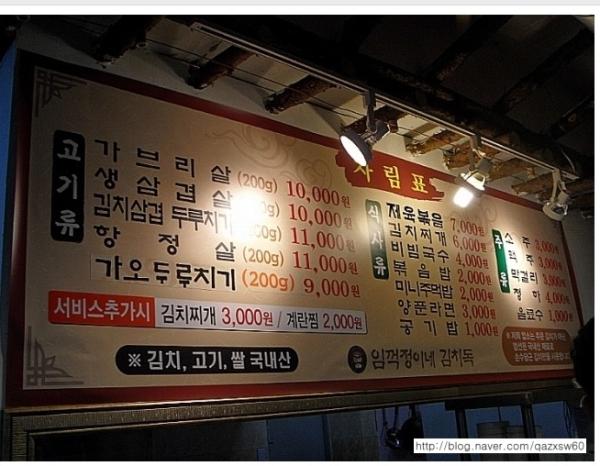 차림표
고기류
가브리살 (200g) 10,000원
생삼겹살 (200g) 10,000원
김치삼겹두루치기 (200g) 11,000원
항정살 (200g) 11,000원
가오두루치기 (200g) 9,000원
서비스추가시 김치찌개 3,000원 / 계란찜 2,000원
※ 김치, 고기, 쌀 국내산
식사류
제육볶음 7,000원
김치찌개 6,000원
비빔국수 4,000원
볶음밥 2,000원
미니주먹밥 2,000원
양푼라면 3,000원
공기밥 1,000원
주류
소주 3,000원
맥주 3,000원
막걸리 3,000원
청하 4,000원
음료수 1,000원
임꺽정이네 김치독
http://blog.naver.com/qazxsw60